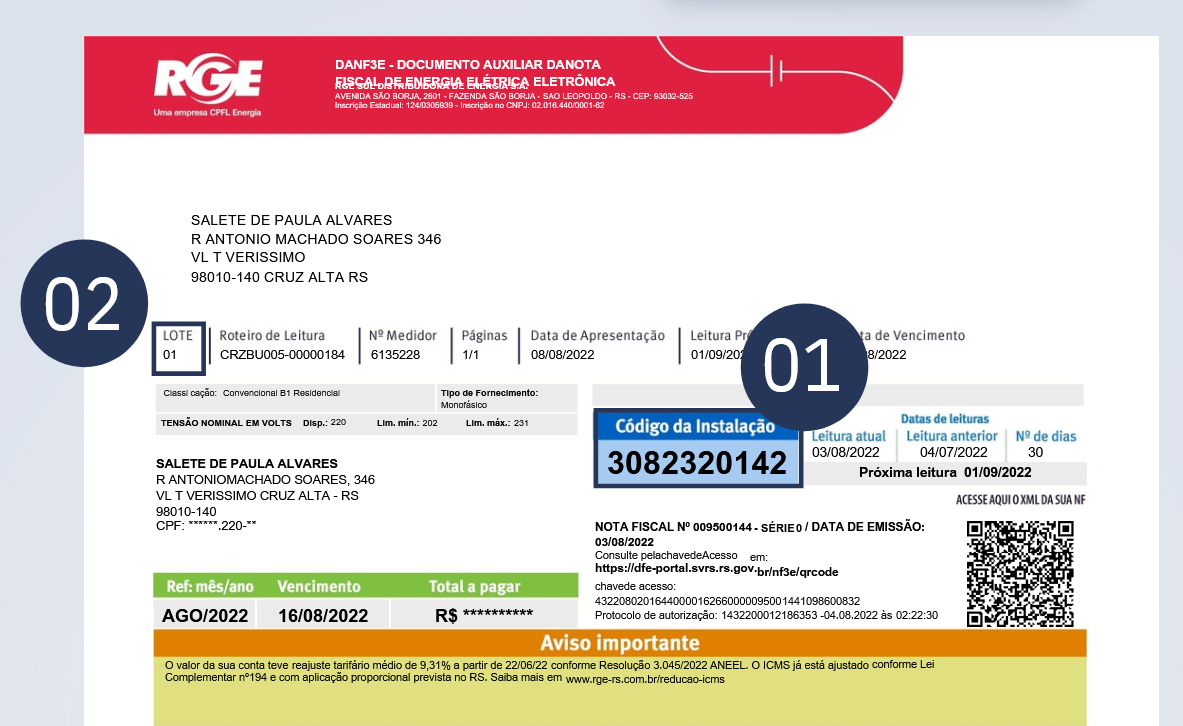 RGE
Uma empresa CPFL Energia
DANF3E - DOCUMENTO AUXILIAR DANOTA
FISCAL DE ENERGIA ELÉTRICA ELETRÔNICA
RGE SUL DISTRIBUIDORA DE ENERGIA S.A.
AVENIDA SÃO BORJA, 2801 - FAZENDA SÃO BORJA - SAO LEOPOLDO - RS - CEP: 93032-525
Inscrição Estadual: 124/0305939 - Inscrição no CNPJ: 02.016.440/0001-62
SALETE DE PAULA ALVARES
R ANTONIO MACHADO SOARES 346
VL T VERISSIMO
98010-140 CRUZ ALTA RS
02
LOTE Roteiro de Leitura Nº Medidor Páginas Data de Apresentação Leitura ta de Vencimento
01 CRZBU005-00000184 6135228 1/1 08/08/2022 01/09/202 8/2022
01
Classi cação: Convencional B1 Residencial
Tipo de Fornecimento:
Monofásico
TENSÃO NOMINAL EM VOLTS Disp.: 220 Lim. mín.: 202 Lim. máx.: 231
Código da Instalação
3082320142
Datas de leituras
Leitura atual Leitura anterior Nº de dias
03/08/2022 04/07/2022 30
Próxima leitura 01/09/2022
SALETE DE PAULA ALVARES
R ANTONIOMACHADO SOARES, 346
VL T VERISSIMO CRUZ ALTA - RS
98010-140
CPF: ******.220-**
ACESSE AQUI O XML DA SUA NF
NOTA FISCAL Nº 009500144 - SÉRIE0 / DATA DE EMISSÃO:
03/08/2022
Consulte pelachavedeAcesso em:
https://dfe-portal.svrs.rs.gov.br/nf3e/qrcode
chavede acesso:
43220802016440000162660000095001441098600832
Protocolo de autorização: 1432200012186353 -04.08.2022 às 02:22:30
Ref: mês/ano Vencimento Total a pagar
AGO/2022 16/08/2022 R$ **********
Aviso importante
O valor da sua conta teve reajuste tarifário médio de 9,31% a partir de 22/06/22 conforme Resolução 3.045/2022 ANEEL. O ICMS já está ajustado conforme Lei
Complementar nº194 e com aplicação proporcional prevista no RS. Saiba mais em www.rge-rs.com.br/reducao-icms